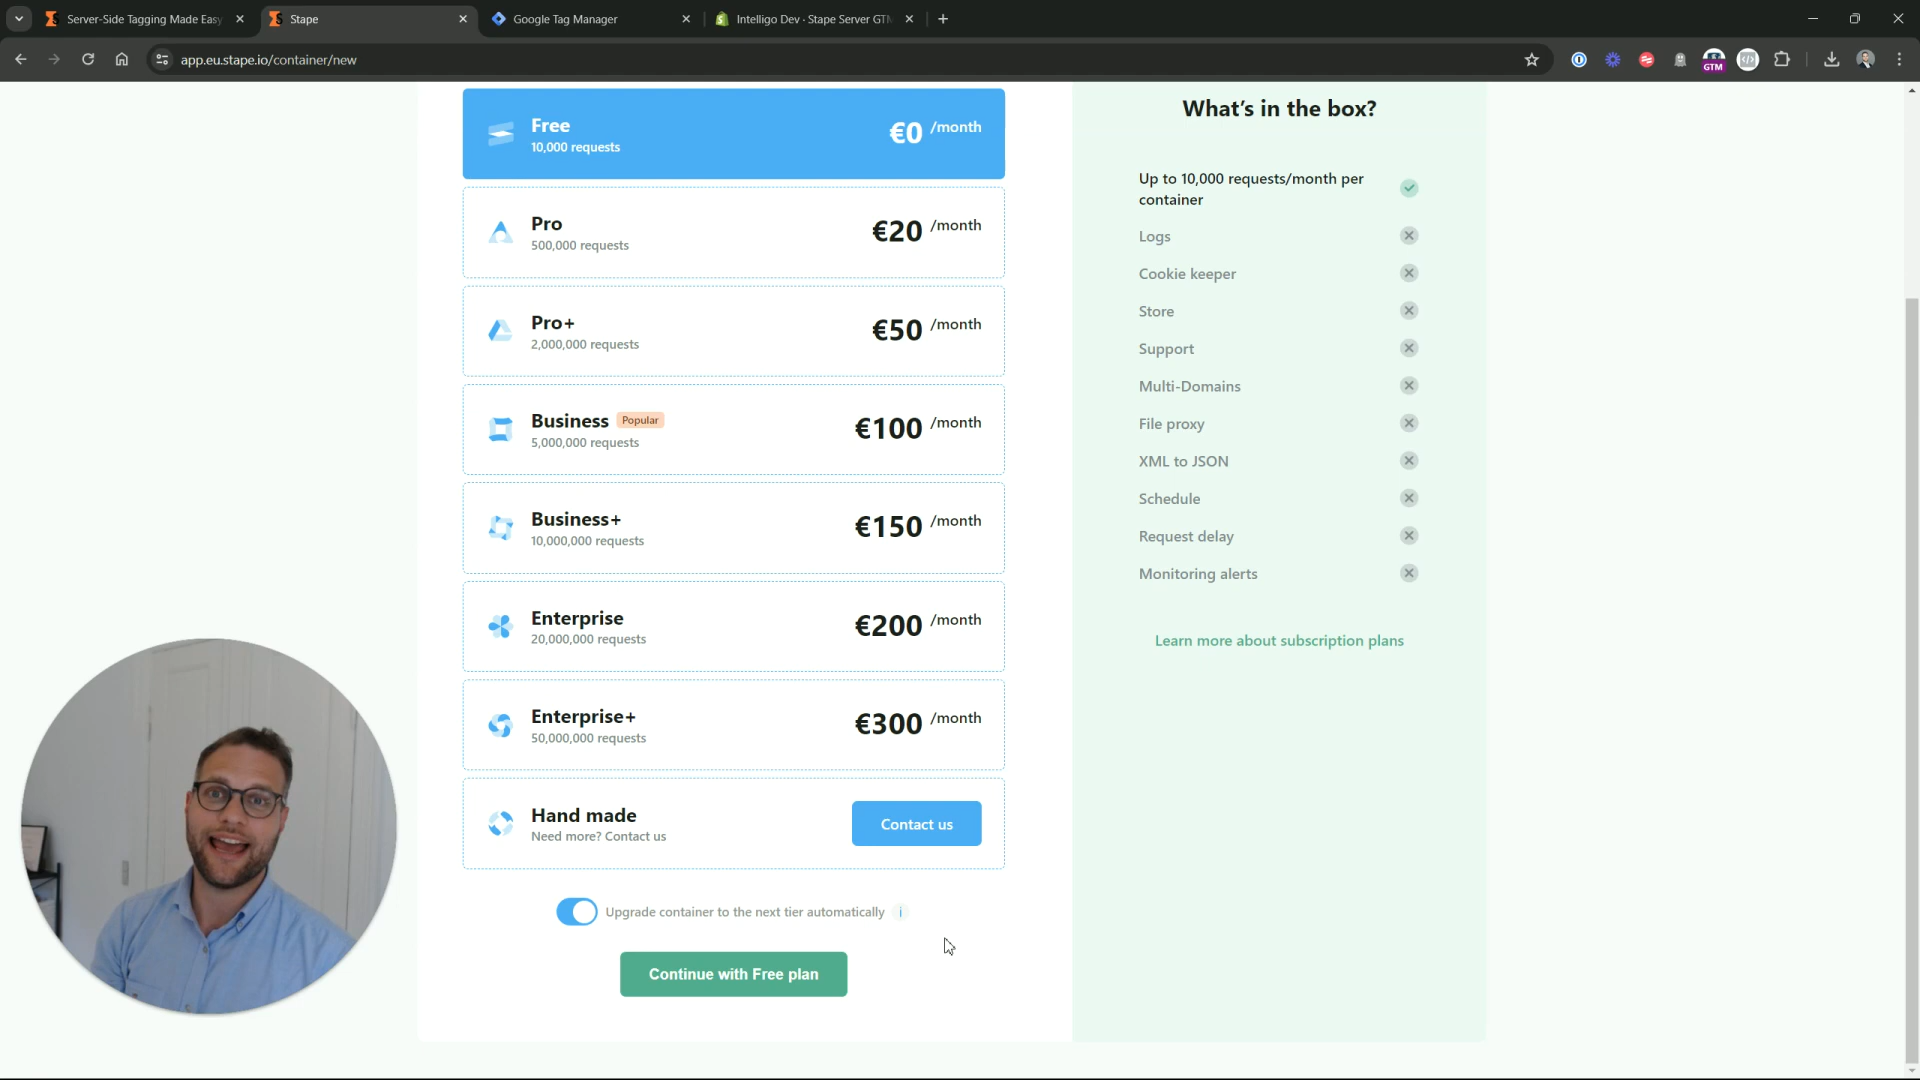 Server-Side Tagging Made Easy
Stape
Google Tag Manager
Intelligo Dev · Stape Server GTM
app.eu.stape.io/container/new
GTM
Free
10,000 requests
€0 /month
Pro
500,000 requests
€20 /month
Pro+
2,000,000 requests
€50 /month
Business Popular
5,000,000 requests
€100 /month
Business+
10,000,000 requests
€150 /month
Enterprise
20,000,000 requests
€200 /month
Enterprise+
50,000,000 requests
€300 /month
Hand made
Need more? Contact us
Contact us
Upgrade container to the next tier automatically i
Continue with Free plan
What's in the box?
Up to 10,000 requests/month per
container
Logs
Cookie keeper
Store
Support
Multi-Domains
File proxy
XML to JSON
Schedule
Request delay
Monitoring alerts
Learn more about subscription plans